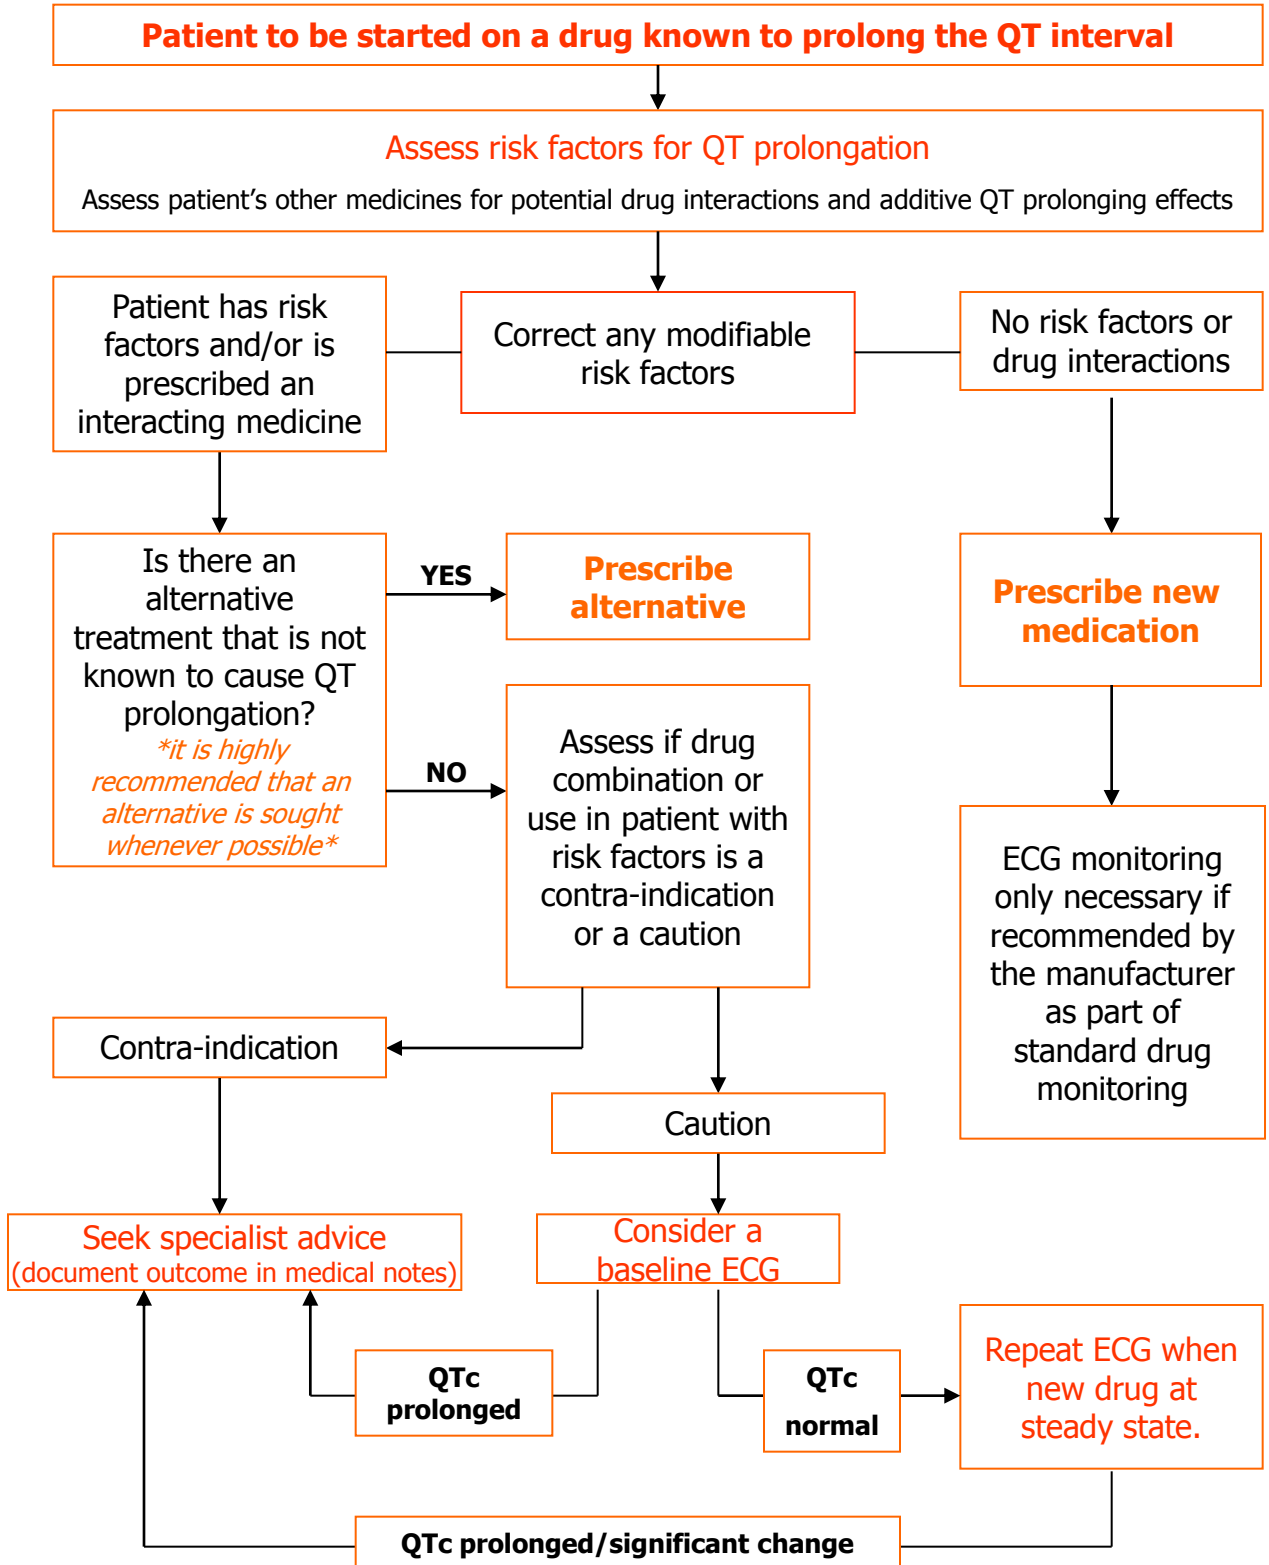 Patient to be started on a drug known to prolong the QT interval
Assess risk factors for QT prolongation
Assess patient's other medicines for potential drug interactions and additive QT prolonging effects
Patient has risk
factors and/or is
prescribed an
interacting medicine
Correct any modifiable
risk factors
No risk factors or
drug interactions
Is there an
alternative
treatment that is not
known to cause QT
prolongation?
*it is highly
recommended that an
alternative is sought
whenever possible*
YES
Prescribe
alternative
NO
Assess if drug
combination or
use in patient with
risk factors is a
contra-indication
or a caution
Prescribe new
medication
ECG monitoring
only necessary if
recommended by
the manufacturer
as part of
standard drug
monitoring
Contra-indication
Caution
Seek specialist advice
(document outcome in medical notes)
Consider a
baseline ECG
QTc
prolonged
QTc
normal
Repeat ECG when
new drug at
steady state.
QTc prolonged/significant change